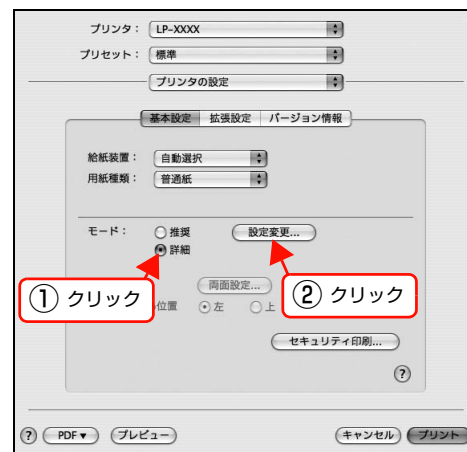 プリンタ： LP-XXXX
プリセット： 標準
プリンタの設定
基本設定 拡張設定 バージョン情報
給紙装置： 自動選択
用紙種類： 普通紙
モード： 推奨 設定変更...
詳細
① クリック
② クリック
両面設定...
位置 左 上
セキュリティ印刷...
?
? PDF▼ プレビュー キャンセル プリント